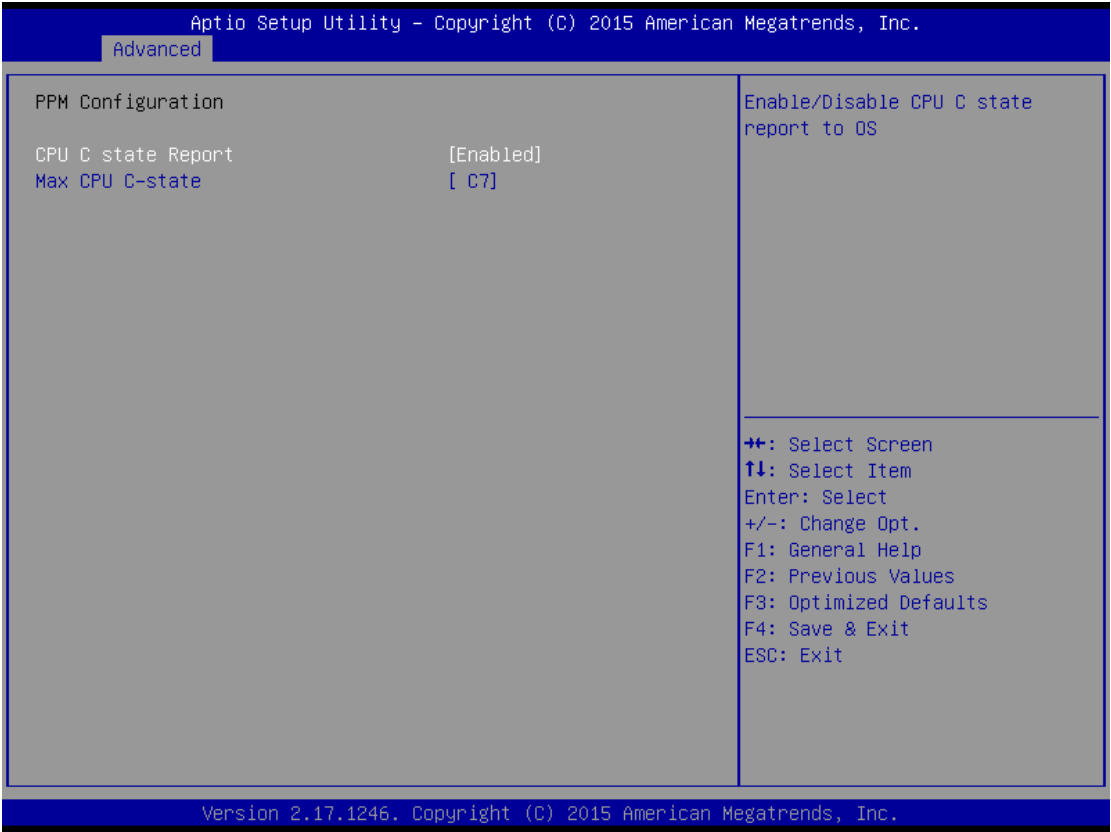 Aptio Setup Utility – Copyright (C) 2015 American Megatrends, Inc.
Advanced
PPM Configuration
CPU C state Report [Enabled]
Max CPU C-state [ C7]
Enable/Disable CPU C state
report to OS
→←: Select Screen
↑↓: Select Item
Enter: Select
+/-: Change Opt.
F1: General Help
F2: Previous Values
F3: Optimized Defaults
F4: Save & Exit
ESC: Exit
Version 2.17.1246. Copyright (C) 2015 American Megatrends, Inc.